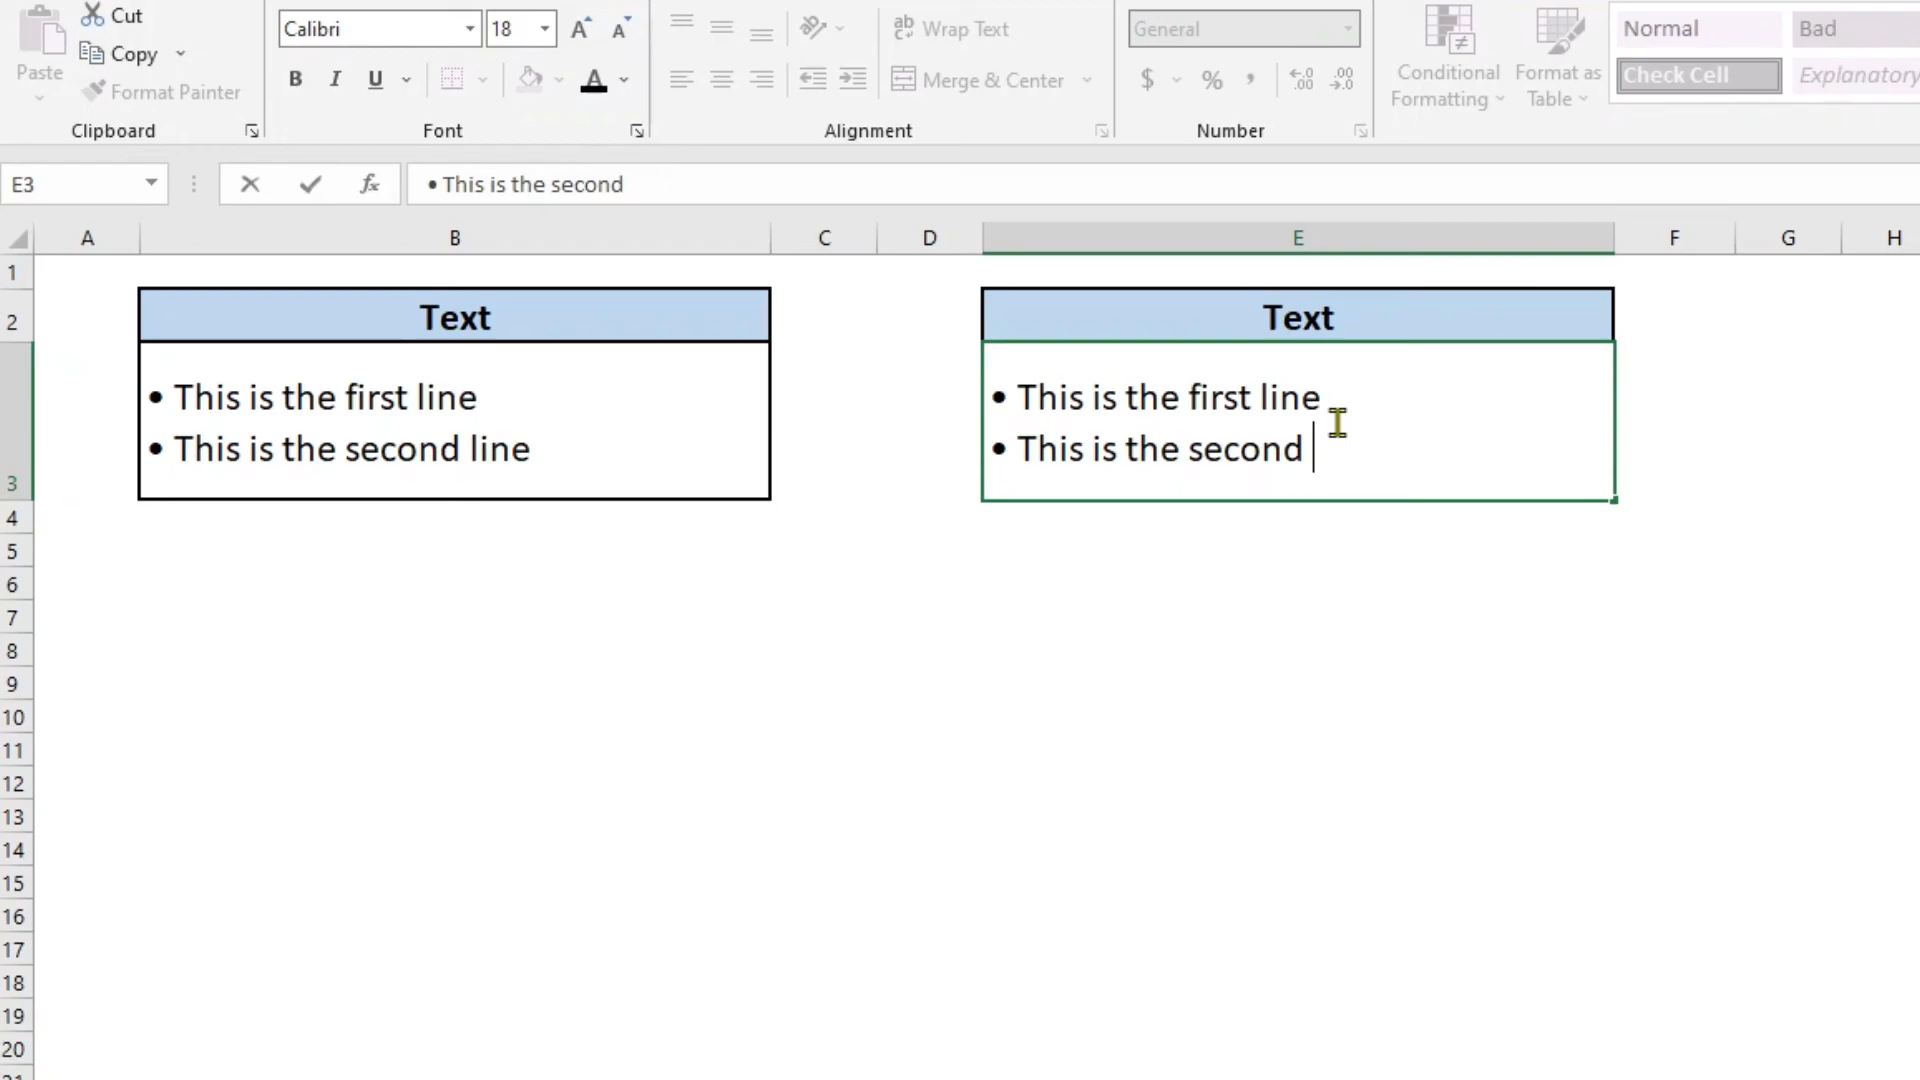 Cut
Calibri 18 A A
ab Wrap Text
General
Normal Bad
Paste
Copy
Format Painter
B I U A
Merge & Center
$ % ,
Conditional Formatting
Format as Table
Check Cell Explanatory
Clipboard Font Alignment Number
E3 fx • This is the second
A B C D E F G H
1
2 Text Text
• This is the first line • This is the first line
• This is the second line • This is the second
3
4
5
6
7
8
9
10
11
12
13
14
15
16
17
18
19
20